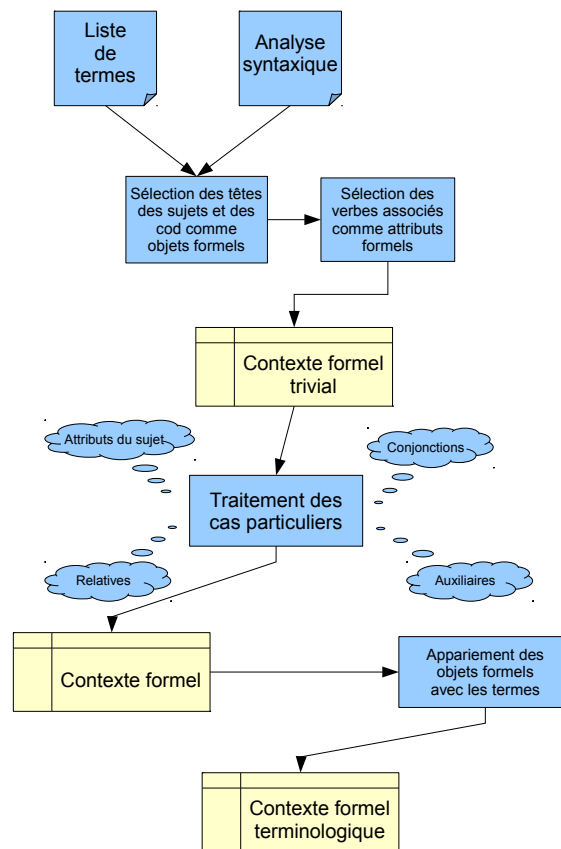 Liste
de
termes
Analyse
syntaxique
Sélection des têtes
des sujets et des
cod comme
objets formels
Sélection des
verbes associés
comme attributs
formels
Contexte formel
trivial
Attributs du sujet
Conjonctions
Traitement des
cas particuliers
Relatives
Auxiliaires
Contexte formel
Appariement des
objets formels
avec les termes
Contexte formel
terminologique